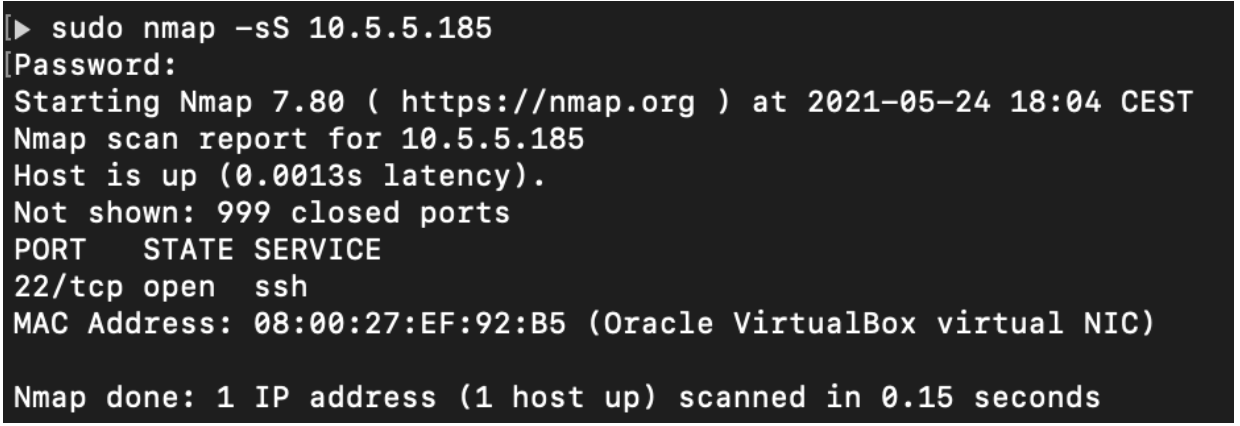 [▶ sudo nmap -sS 10.5.5.185
[Password:
Starting Nmap 7.80 ( https://nmap.org ) at 2021-05-24 18:04 CEST
Nmap scan report for 10.5.5.185
Host is up (0.0013s latency).
Not shown: 999 closed ports
PORT   STATE SERVICE
22/tcp open  ssh
MAC Address: 08:00:27:EF:92:B5 (Oracle VirtualBox virtual NIC)
Nmap done: 1 IP address (1 host up) scanned in 0.15 seconds